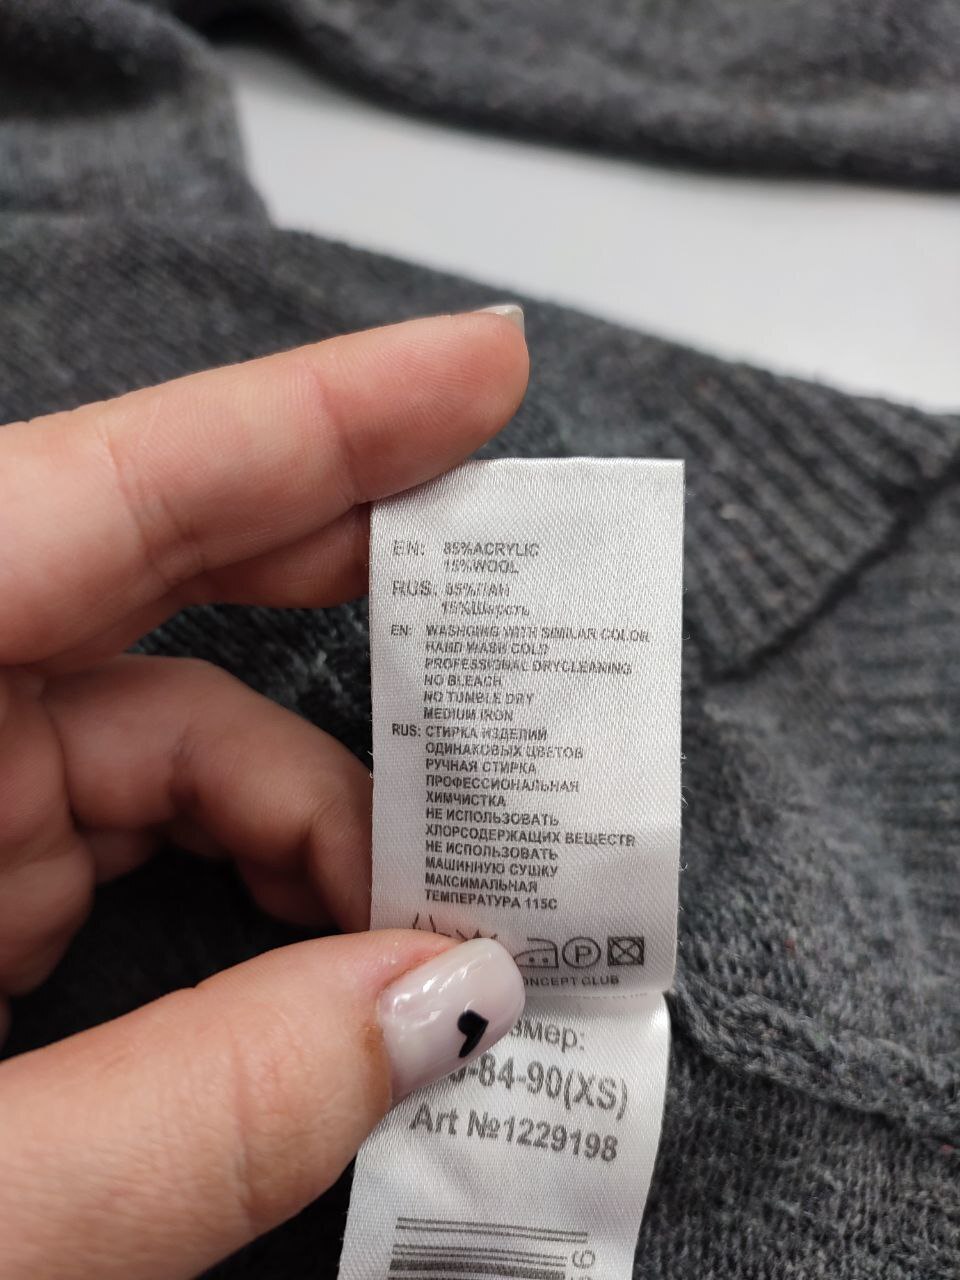 EN: 85%ACRYLIC
15%WOOL
RUS: 85%ПАН
15%Шерсть
EN: WASHGING WITH SIMILAR COLOR
HAND WASH COLD
PROFESSIONAL DRYCLEANING
NO BLEACH
NO TUMBLE DRY
MEDIUM IRON
RUS: СТИРКА ИЗДЕЛИЙ
ОДИНАКОВЫХ ЦВЕТОВ
РУЧНАЯ СТИРКА
ПРОФЕССИОНАЛЬНАЯ
ХИМЧИСТКА
НЕ ИСПОЛЬЗОВАТЬ
ХЛОРСОДЕРЖАЩИХ ВЕЩЕСТВ
НЕ ИСПОЛЬЗОВАТЬ
МАШИННУЮ СУШКУ
МАКСИМАЛЬНАЯ
ТЕМПЕРАТУРА 115С
P
CLUB
-84-90(XS)
Art №1229198